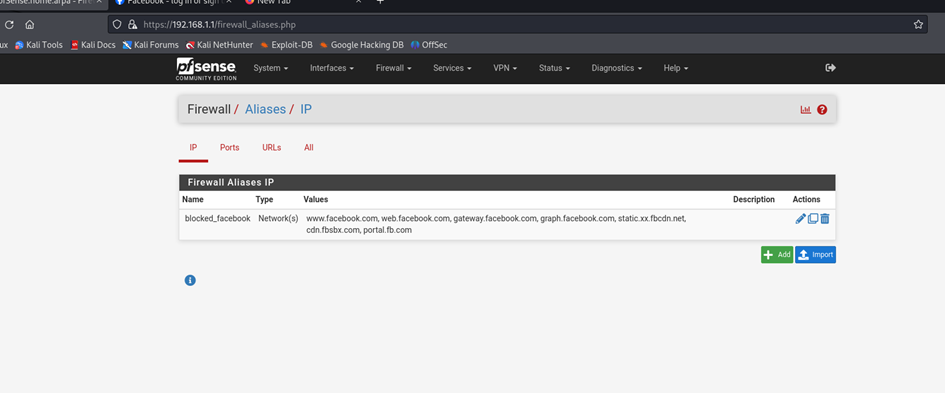 Facebook - log in or sign
New Tab
https://192.168.1.1/firewall_aliases.php
ux Kali Tools Kali Docs Kali Forums Kali NetHunter Exploit-DB Google Hacking DB OffSec
pfsense COMMUNITY EDITION
System Interfaces Firewall Services VPN Status Diagnostics Help
Firewall / Aliases / IP
IP Ports URLs All
Firewall Aliases IP
Name Type Values Description Actions
blocked_facebook Network(s) www.facebook.com, web.facebook.com, gateway.facebook.com, graph.facebook.com, static.xx.fbcdn.net,
cdn.fbsbx.com, portal.fb.com
Add Import